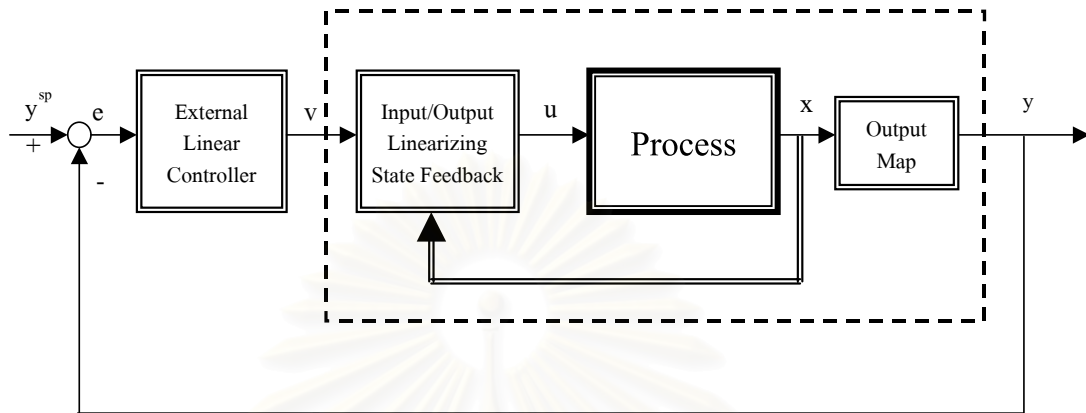 y^sp
+
-
e
External
Linear
Controller
v
Input/Output
Linearizing
State Feedback
u
Process
x
Output
Map
y